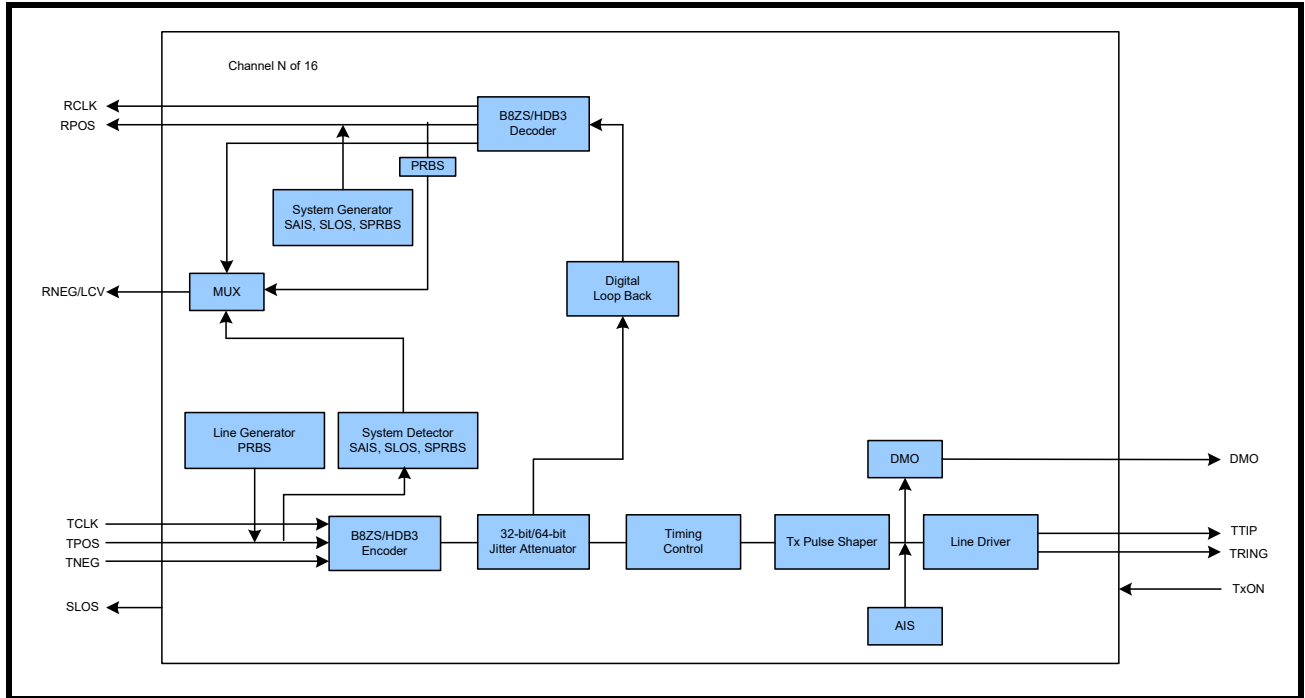 Channel N of 16
RCLK
RPOS
B8ZS/HDB3
Decoder
PRBS
System Generator
SAIS, SLOS, SPRBS
RNEG/LCV
MUX
Digital
Loop Back
Line Generator
PRBS
System Detector
SAIS, SLOS, SPRBS
DMO
DMO
TCLK
TPOS
TNEG
B8ZS/HDB3
Encoder
32-bit/64-bit
Jitter Attenuator
Timing
Control
Tx Pulse Shaper
Line Driver
TTIP
TRING
TxON
SLOS
AIS